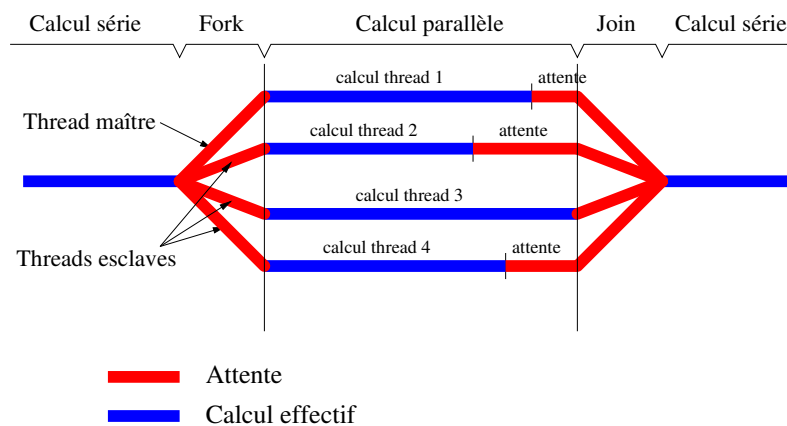 Calcul série Fork Calcul parallèle Join Calcul série
calcul thread 1 attente
Thread maître
calcul thread 2 attente
calcul thread 3
Threads esclaves
calcul thread 4 attente
Attente
Calcul effectif